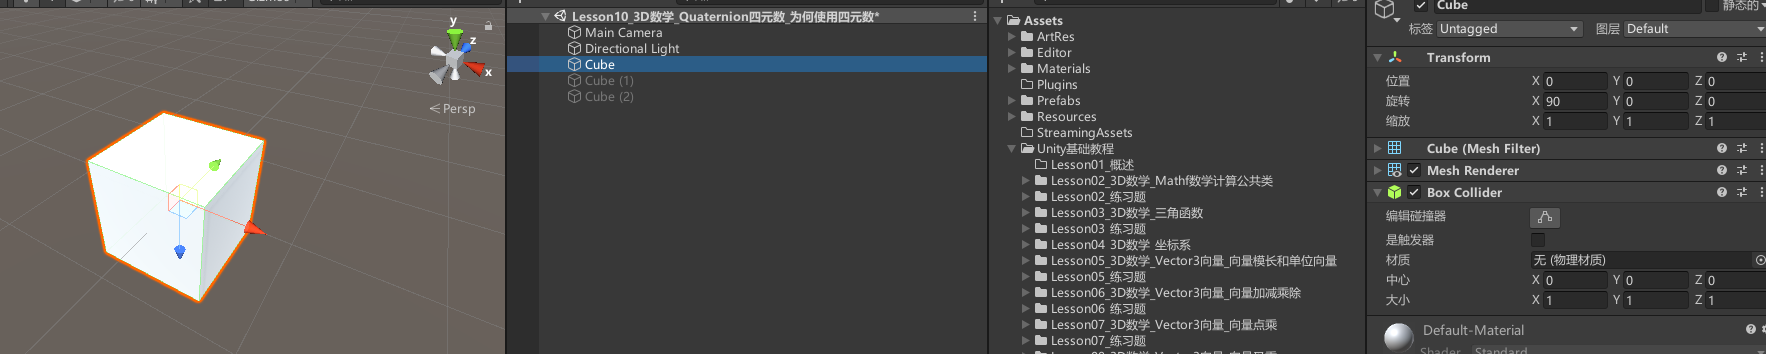 y
z
x
Persp
Lesson10_3D数学_Quaternion四元数_为何使用四元数*
Main Camera
Directional Light
Cube
Cube (1)
Cube (2)
Assets
ArtRes
Editor
Materials
Plugins
Prefabs
Resources
StreamingAssets
Unity基础教程
Lesson01_概述
Lesson02_3D数学_Mathf数学计算公共类
Lesson02_练习题
Lesson03_3D数学_三角函数
Lesson03_练习题
Lesson04_3D数学_坐标系
Lesson05_3D数学_Vector3向量_向量模长和单位向量
Lesson05_练习题
Lesson06_3D数学_Vector3向量_向量加减乘除
Lesson06_练习题
Lesson07_3D数学_Vector3向量_向量点乘
Lesson07_练习题
Cube
静态的
标签 Untagged 图层 Default
Transform
位置 X 0 Y 0 Z 0
旋转 X 90 Y 0 Z 0
缩放 X 1 Y 1 Z 1
Cube (Mesh Filter)
Mesh Renderer
Box Collider
编辑碰撞器
是触发器
材质 无 (物理材质)
中心 X 0 Y 0 Z 0
大小 X 1 Y 1 Z 1
Default-Material
Shader Standard